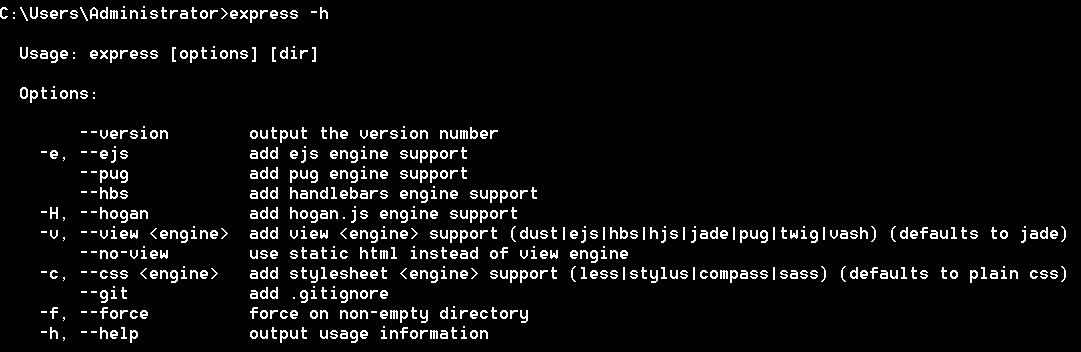 C:\Users\Administrator>express -h
Usage: express [options] [dir]
Options:
--version output the version number
-e, --ejs add ejs engine support
--pug add pug engine support
--hbs add handlebars engine support
-H, --hogan add hogan.js engine support
-v, --view <engine> add view <engine> support (dust|ejs|hbs|hjs|jade|pug|twig|vash) (defaults to jade)
--no-view use static html instead of view engine
-c, --css <engine> add stylesheet <engine> support (less|stylus|compass|sass) (defaults to plain css)
--git add .gitignore
-f, --force force on non-empty directory
-h, --help output usage information